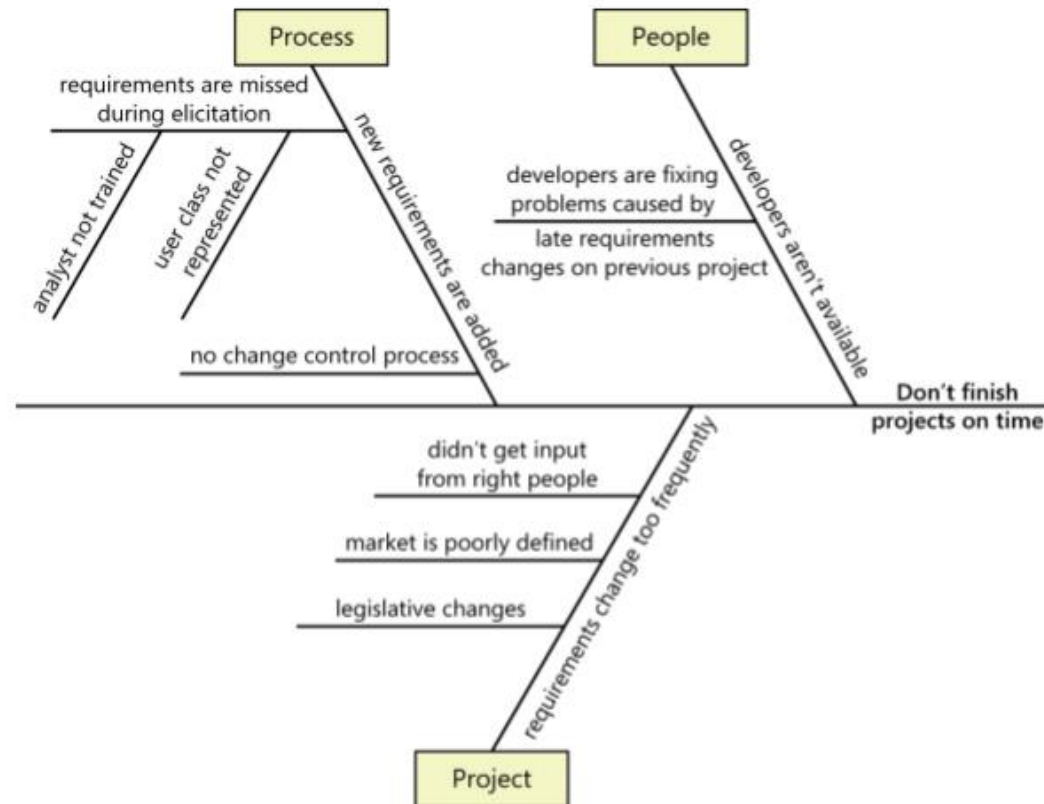 Process
People
requirements are missed
during elicitation
analyst not trained
user class not
represented
new requirements are added
no change control process
developers are fixing
problems caused by
late requirements
changes on previous project
developers aren't available
Don't finish
projects on time
didn't get input
from right people
market is poorly defined
legislative changes
requirements change too frequently
Project